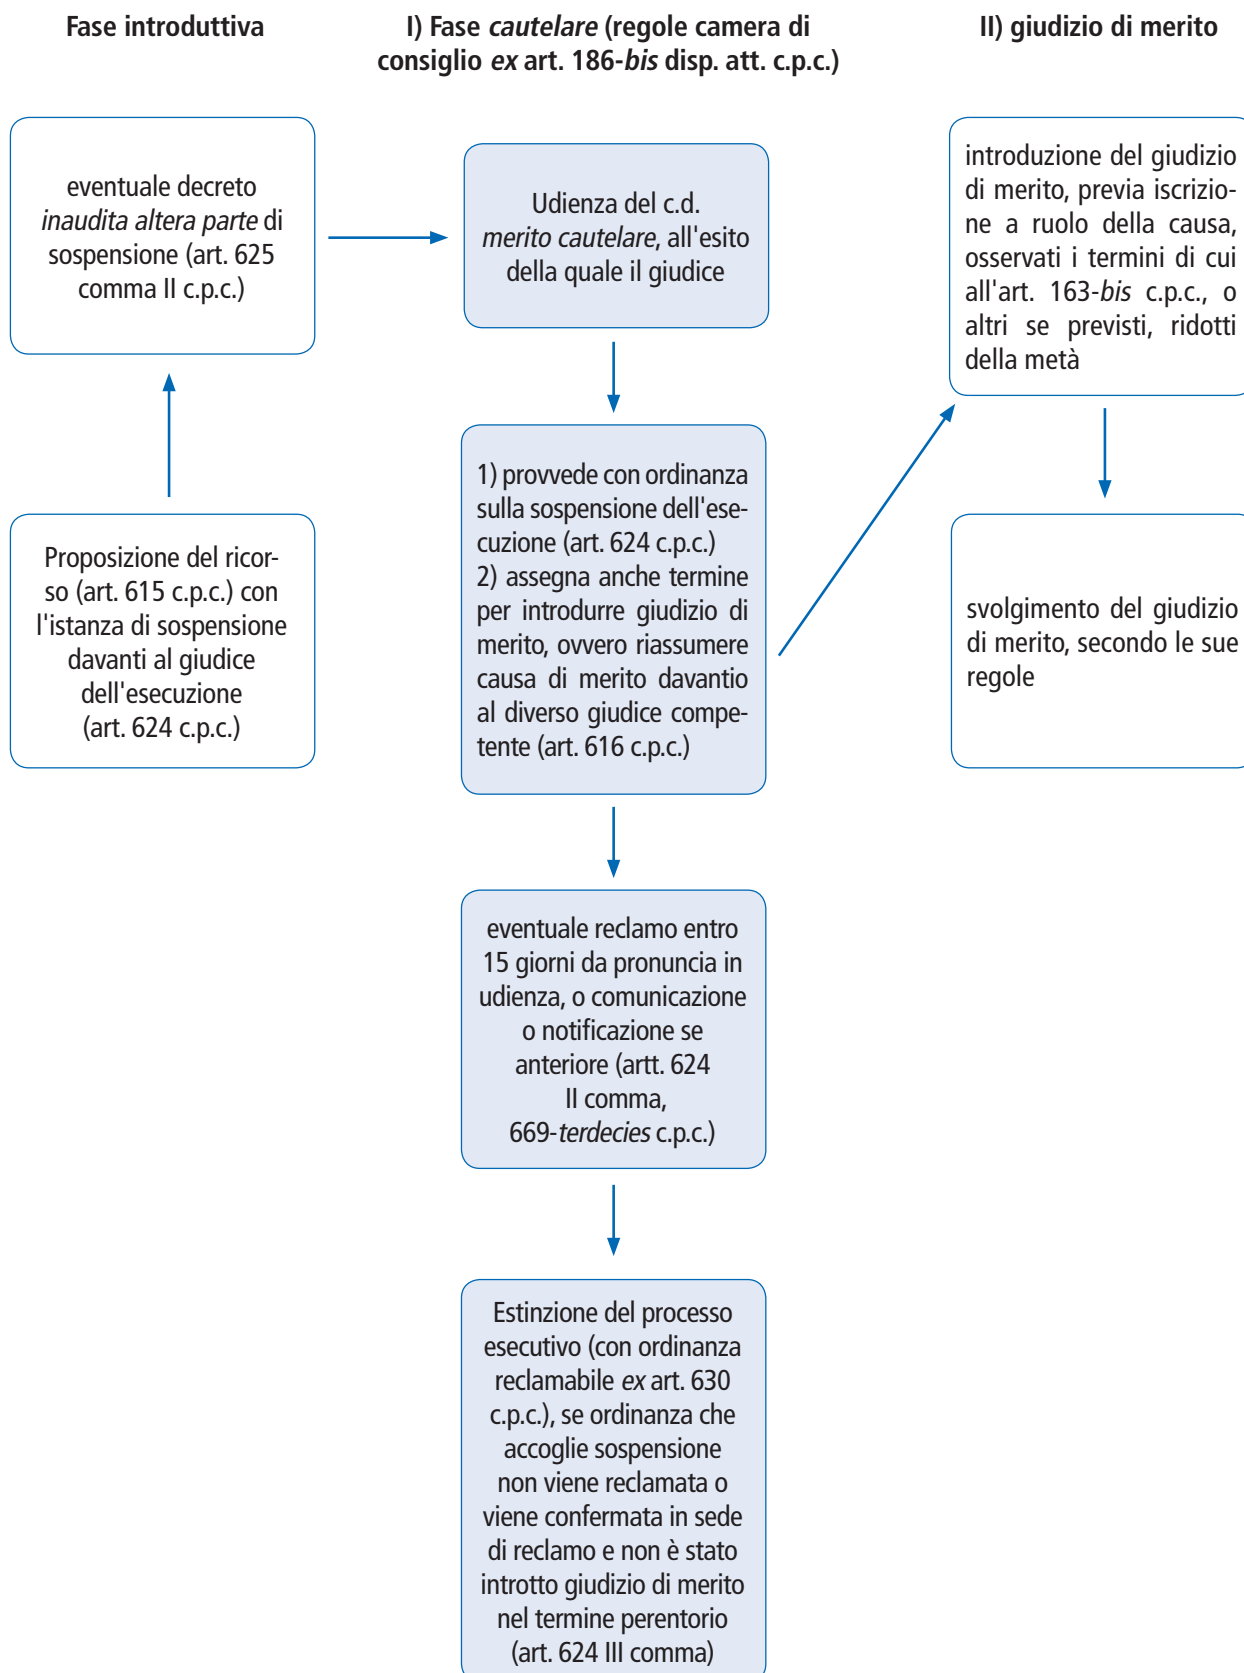 Fase introduttiva
I) Fase cautelare (regole camera di
consiglio ex art. 186-bis disp. att. c.p.c.)
II) giudizio di merito
eventuale decreto
inaudita altera parte di
sospensione (art. 625
comma II c.p.c.)
Udienza del c.d.
merito cautelare, all'esito
della quale il giudice
introduzione del giudizio
di merito, previa iscrizio-
ne a ruolo della causa,
osservati i termini di cui
all'art. 163-bis c.p.c., o
altri se previsti, ridotti
della metà
Proposizione del ricor-
so (art. 615 c.p.c.) con
l'istanza di sospensione
davanti al giudice
dell'esecuzione
(art. 624 c.p.c.)
1) provvede con ordinanza
sulla sospensione dell'ese-
cuzione (art. 624 c.p.c.)
2) assegna anche termine
per introdurre giudizio di
merito, ovvero riassumere
causa di merito davantio
al diverso giudice compe-
tente (art. 616 c.p.c.)
svolgimento del giudizio
di merito, secondo le sue
regole
eventuale reclamo entro
15 giorni da pronuncia in
udienza, o comunicazione
o notificazione se
anteriore (artt. 624
II comma,
669-terdecies c.p.c.)
Estinzione del processo
esecutivo (con ordinanza
reclamabile ex art. 630
c.p.c.), se ordinanza che
accoglie sospensione
non viene reclamata o
viene confermata in sede
di reclamo e non è stato
introtto giudizio di merito
nel termine perentorio
(art. 624 III comma)